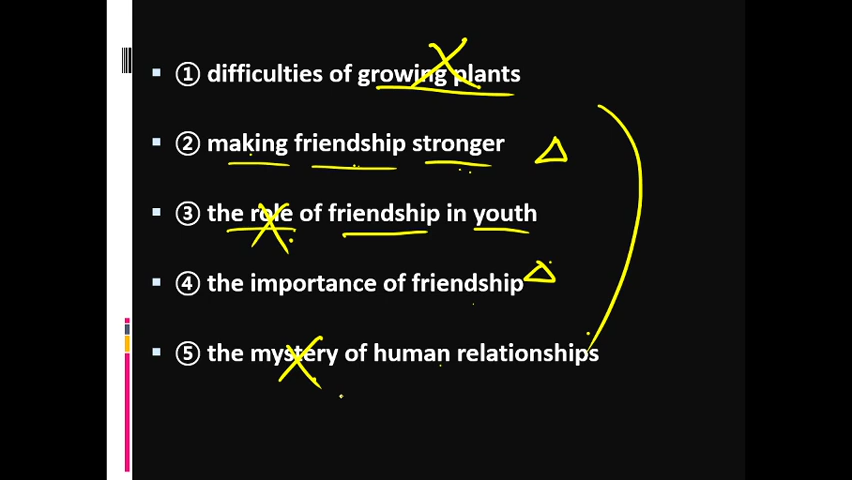 ① difficulties of growing plants
② making friendship stronger
③ the role of friendship in youth
④ the importance of friendship
⑤ the mystery of human relationships